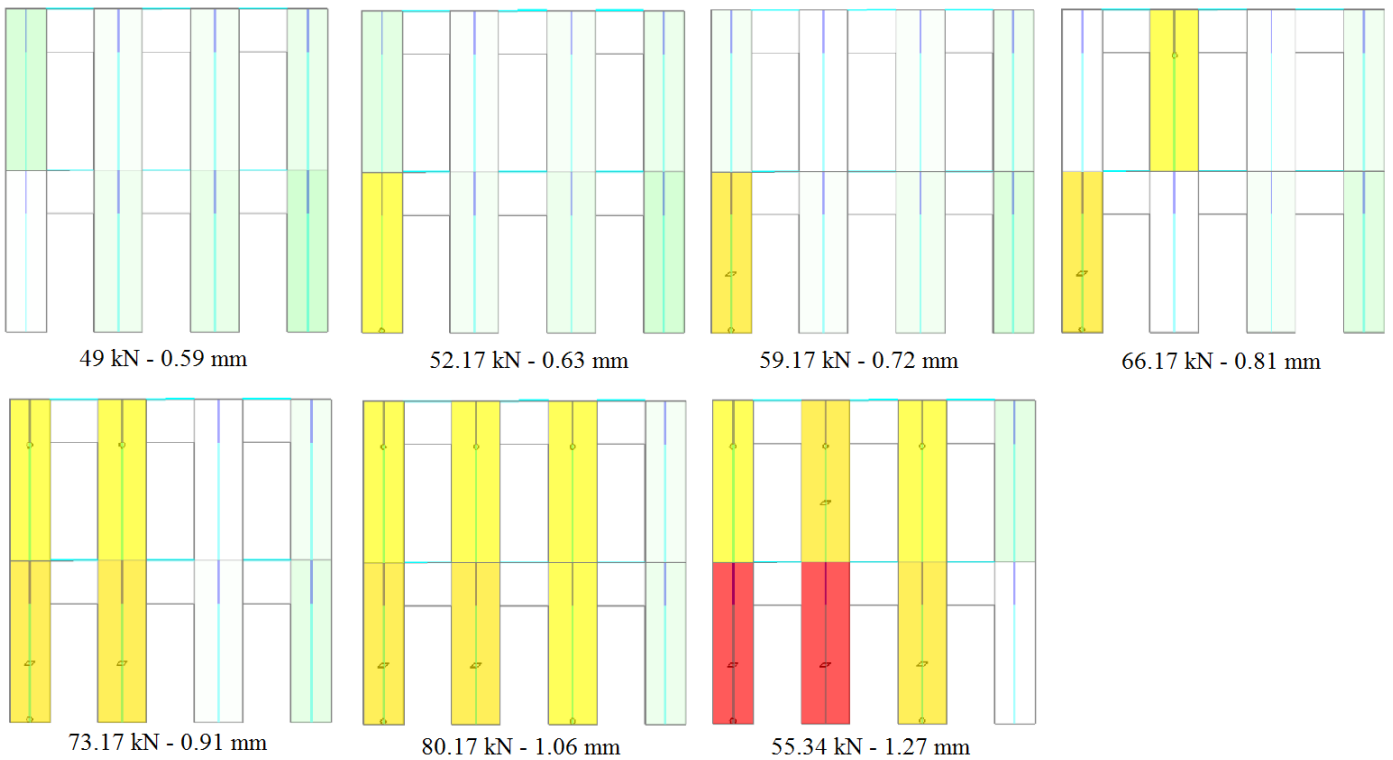 49 kN - 0.59 mm
52.17 kN - 0.63 mm
59.17 kN - 0.72 mm
66.17 kN - 0.81 mm
73.17 kN - 0.91 mm
80.17 kN - 1.06 mm
55.34 kN - 1.27 mm